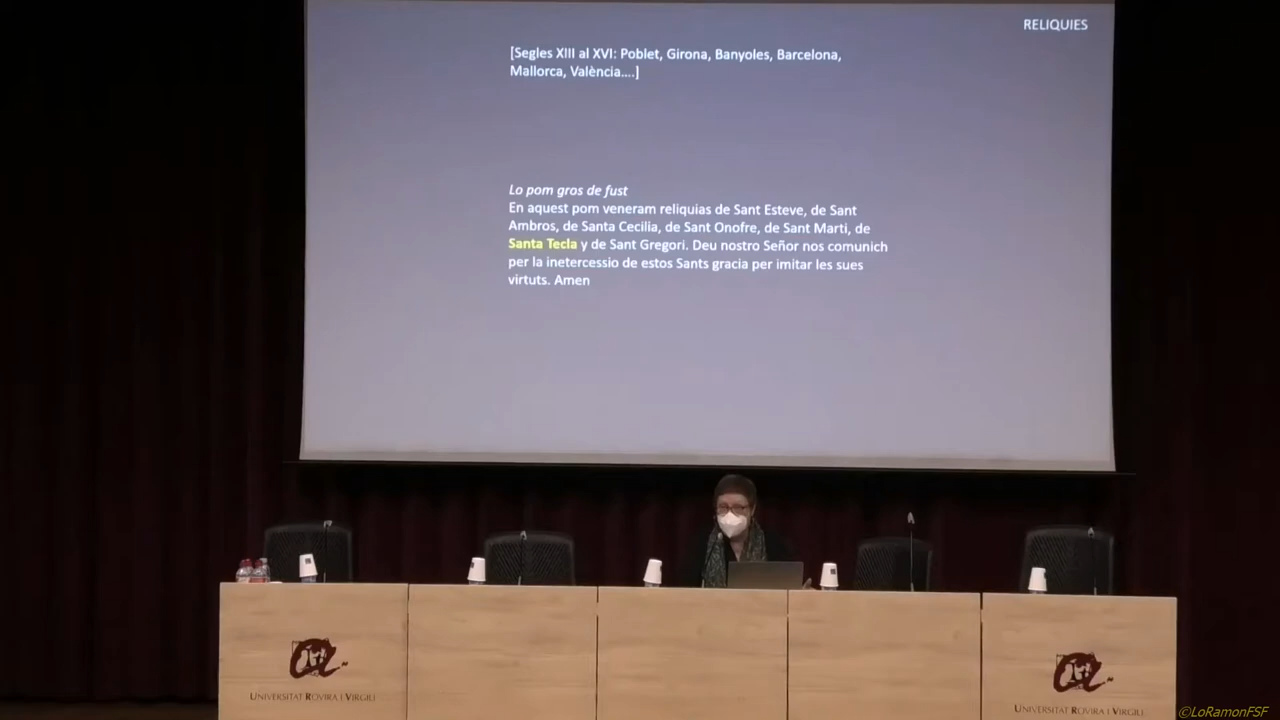 RELIQUIES
[Segles XIII al XVI: Poblet, Girona, Banyoles, Barcelona,
Mallorca, València....]
Lo pom gros de fust
En aquest pom veneram reliquias de Sant Esteve, de Sant
Ambros, de Santa Cecilia, de Sant Onofre, de Sant Marti, de
Santa Tecla y de Sant Gregori. Deu nostro Señor nos comunich
per la inetercessio de estos Sants gracia per imitar les sues
virtuts. Amen
UNIVERSITAT ROVIRA I VIRGILI
UNIVERSITAT ROVIRA I VIRGILI
©LoRamonFSF